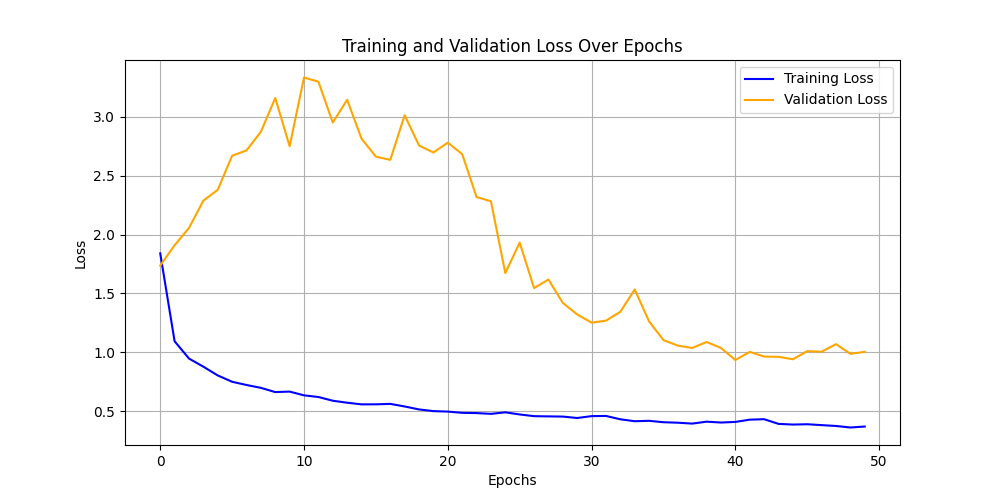 Training and Validation Loss Over Epochs
Training Loss
Validation Loss
3.0
2.5
2.0
1.5
1.0
0.5
Loss
0 10 20 30 40 50
Epochs